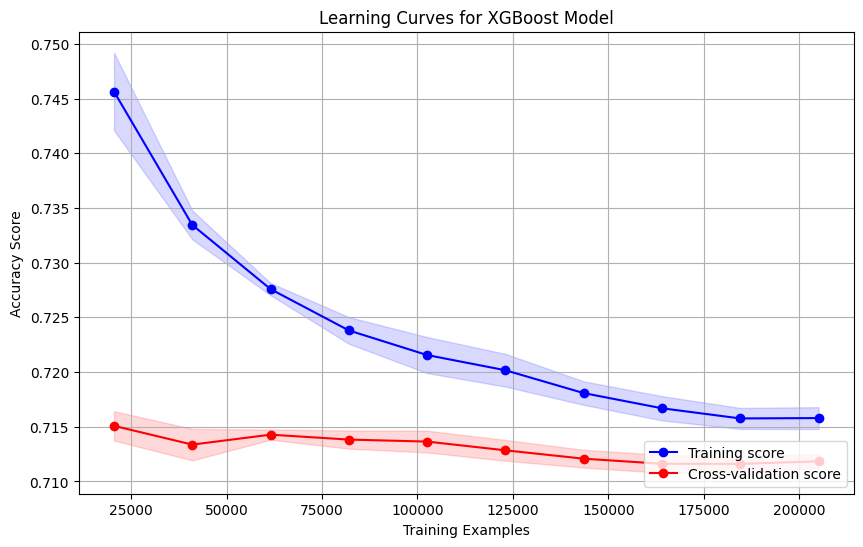 Learning Curves for XGBoost Model
0.750
0.745
0.740
0.735
0.730
0.725
0.720
0.715
0.710
Accuracy Score
Training score
Cross-validation score
25000 50000 75000 100000 125000 150000 175000 200000
Training Examples